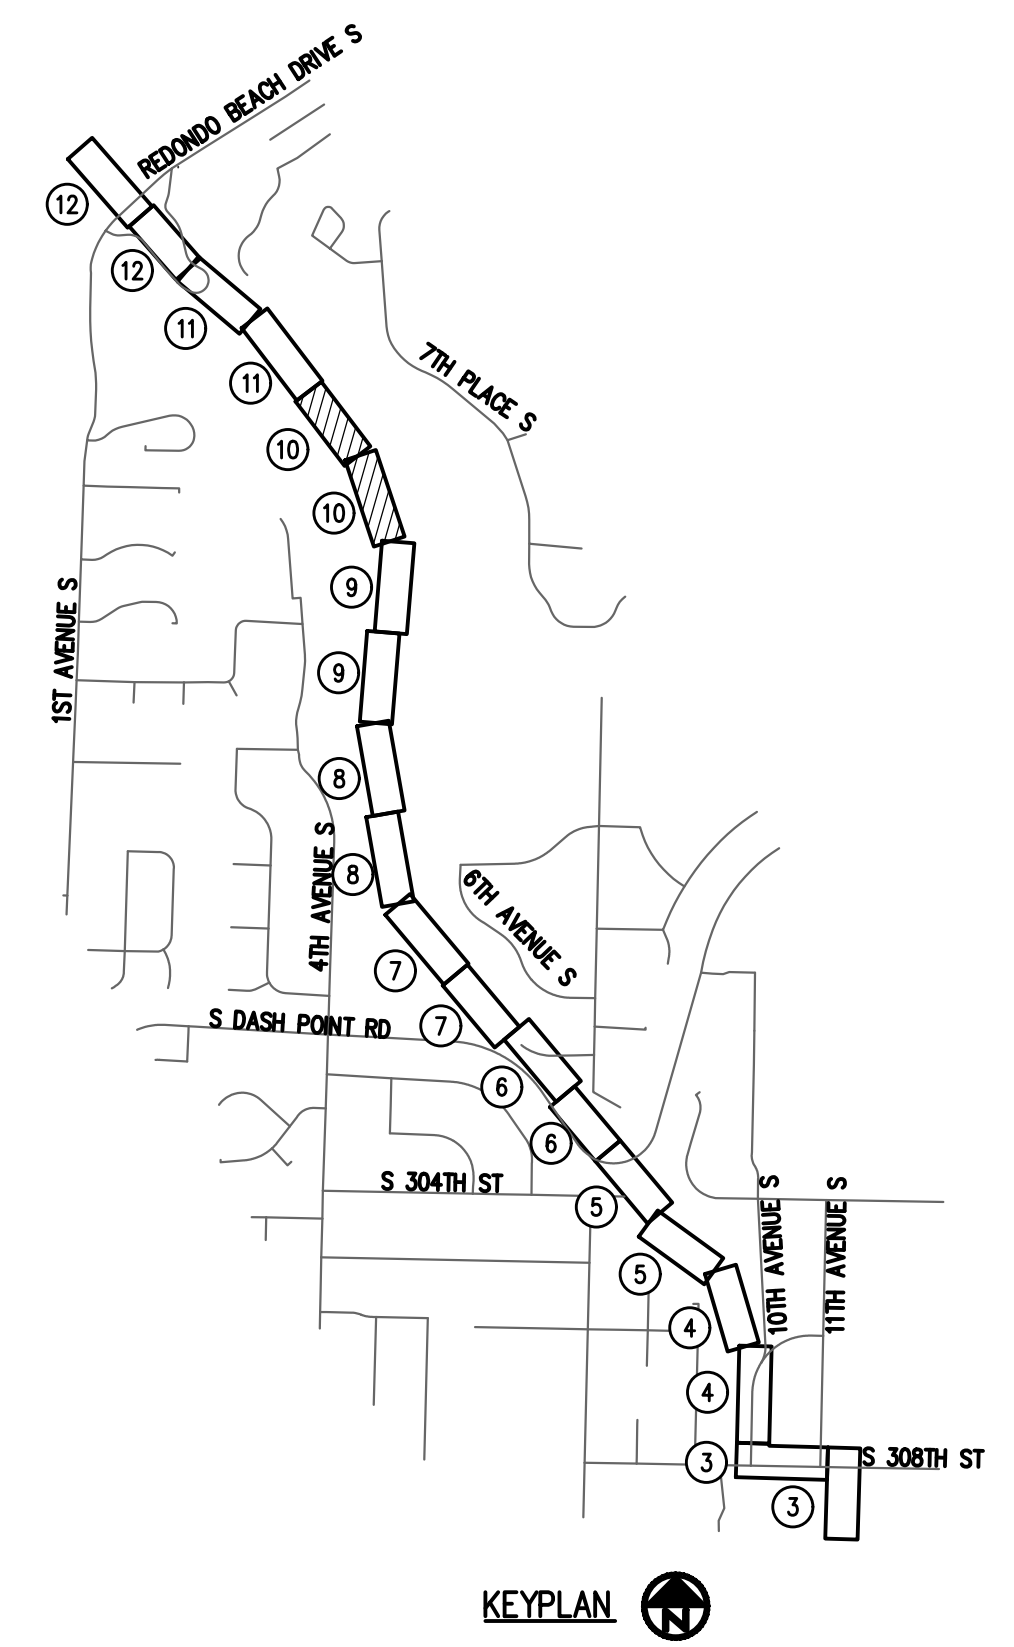 REDONDO BEACH DRIVE S
12
12
11
7TH PLACE S
11
10
10
9
1ST AVENUE S
9
8
4TH AVENUE S
8
6TH AVENUE S
7
S DASH POINT RD
7
6
6
S 304TH ST
5
10TH AVENUE S
11TH AVENUE S
5
4
4
S 308TH ST
3
3
KEYPLAN
N